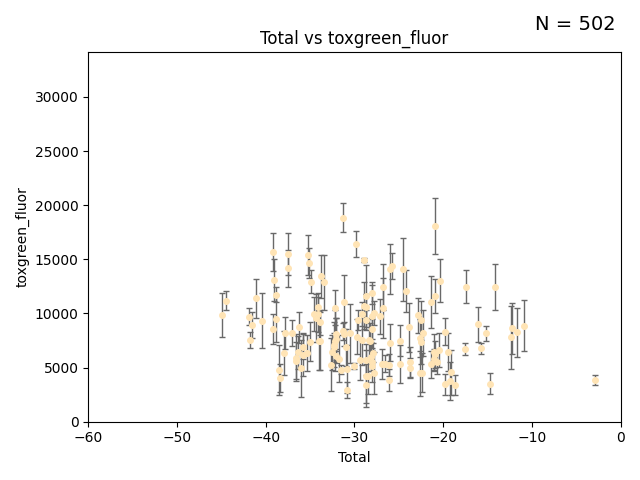 N = 502
Total vs toxgreen_fluor
toxgreen_fluor
30000
25000
20000
15000
10000
5000
0
−60 −50 −40 −30 −20 −10 0
Total